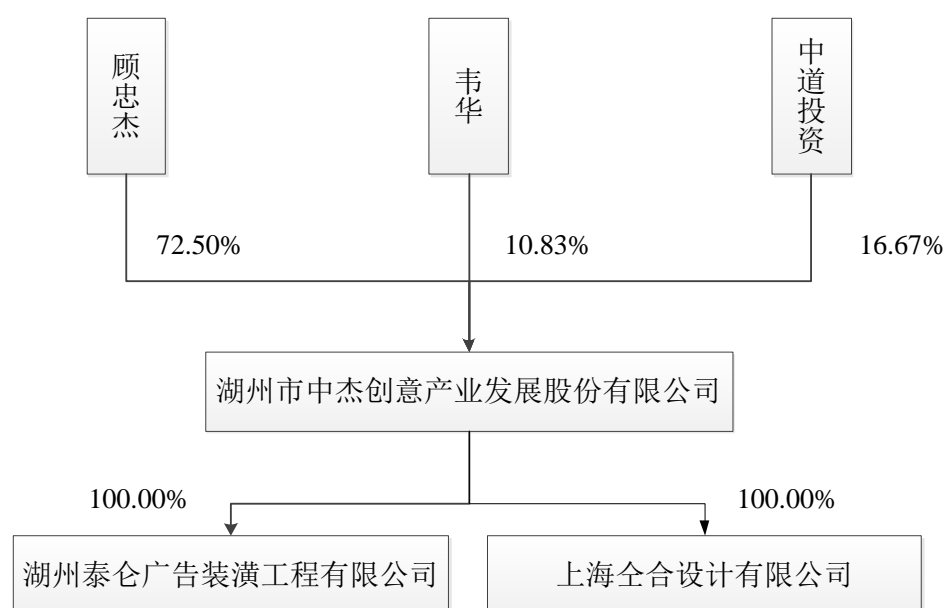 顾忠杰
韦华
中道投资
72.50%
10.83%
16.67%
湖州市中杰创意产业发展股份有限公司
100.00%
100.00%
湖州泰仑广告装潢工程有限公司
上海仝合设计有限公司